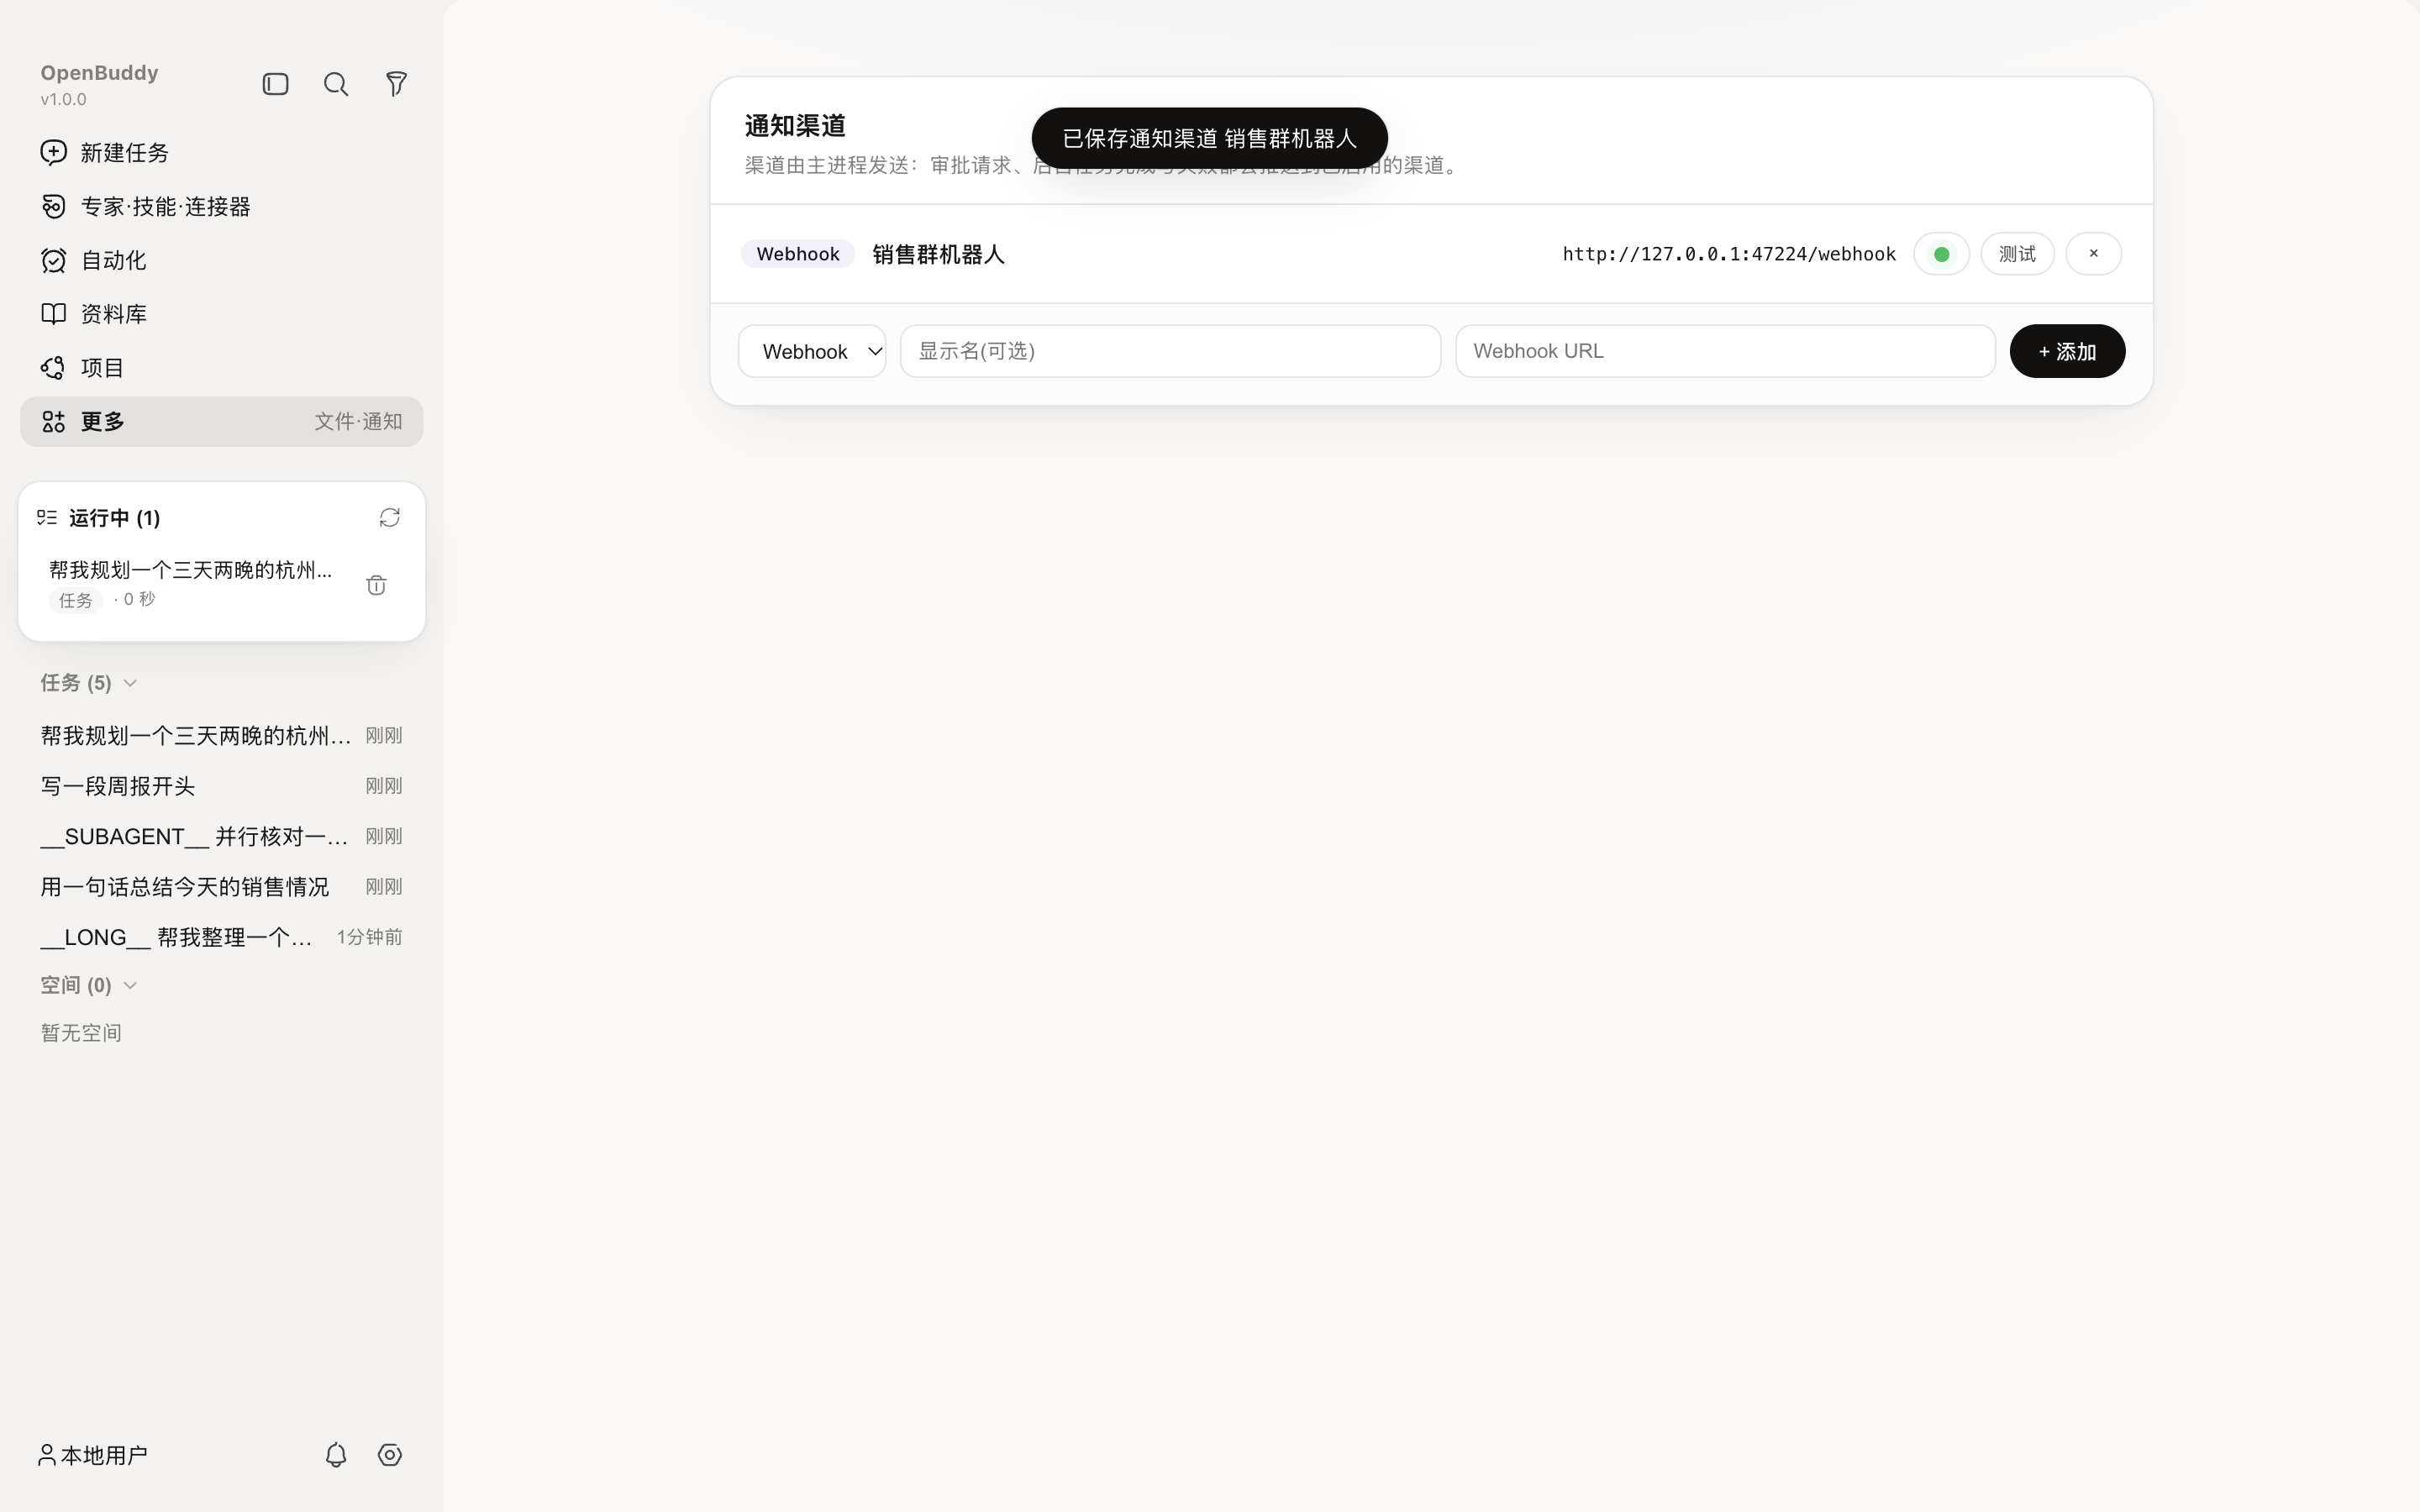 OpenBuddy
v1.0.0
新建任务
专家·技能·连接器
自动化
资料库
项目
更多 文件·通知
运行中 (1)
帮我规划一个三天两晚的杭州...
任务 · 0 秒
任务 (5)
帮我规划一个三天两晚的杭州... 刚刚
写一段周报开头 刚刚
__SUBAGENT__ 并行核对一... 刚刚
用一句话总结今天的销售情况 刚刚
__LONG__ 帮我整理一个... 1分钟前
空间 (0)
暂无空间
本地用户
通知渠道
已保存通知渠道 销售群机器人
渠道由主进程发送：审批请求、的渠道。
Webhook 销售群机器人 http://127.0.0.1:47224/webhook 测试 ×
Webhook 显示名(可选) Webhook URL + 添加